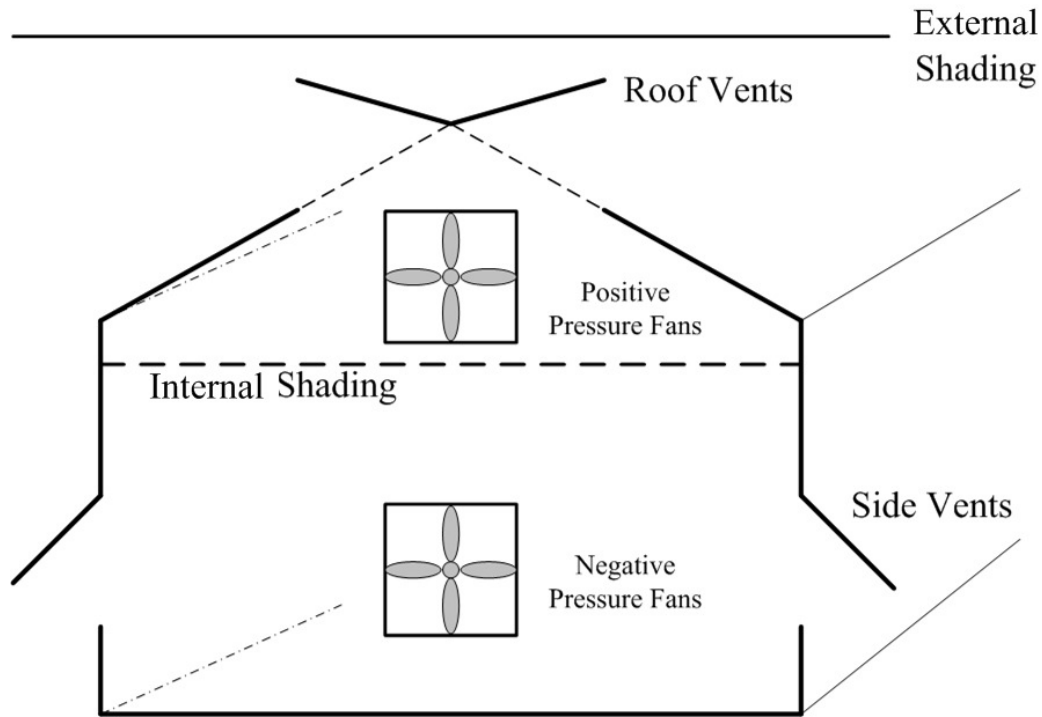 External
Shading
Roof Vents
Positive
Pressure Fans
Internal Shading
Side Vents
Negative
Pressure Fans